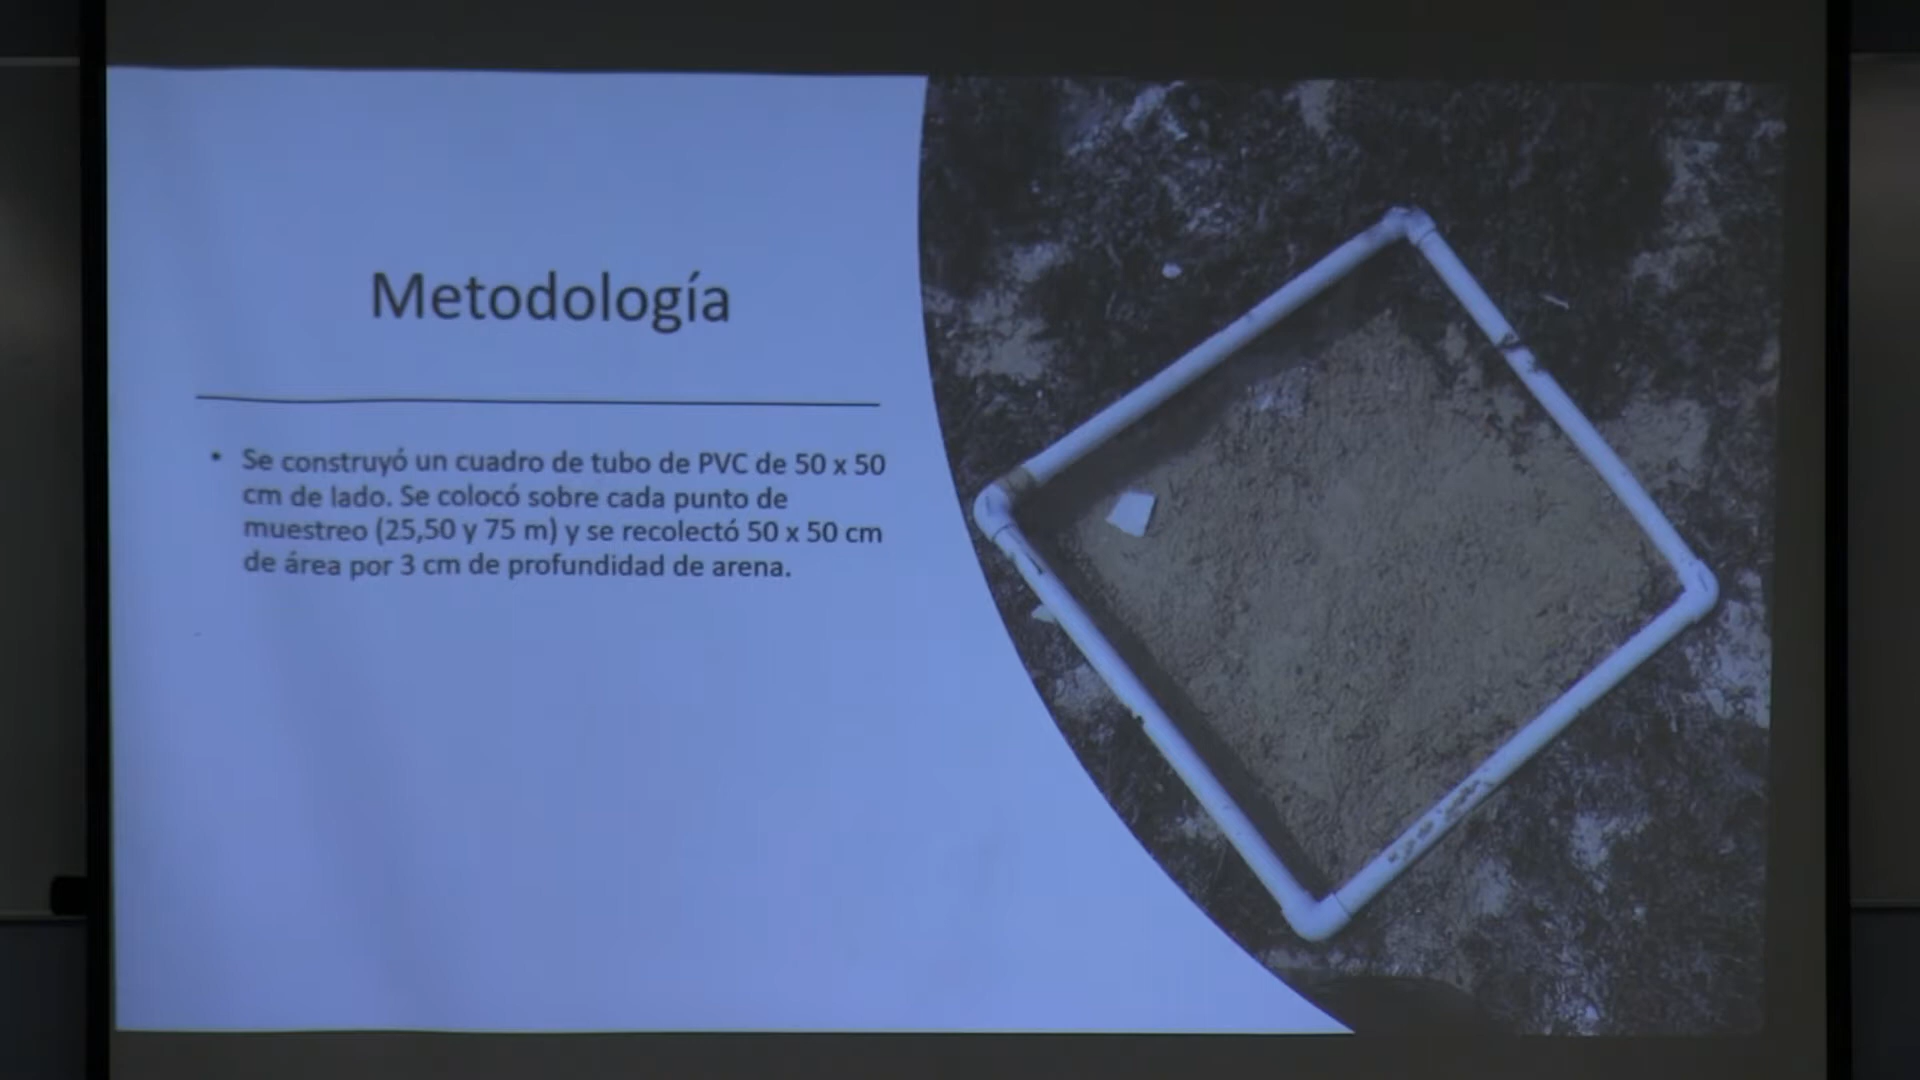 Metodología
• Se construyó un cuadro de tubo de PVC de 50 x 50
cm de lado. Se colocó sobre cada punto de
muestreo (25,50 y 75 m) y se recolectó 50 x 50 cm
de área por 3 cm de profundidad de arena.